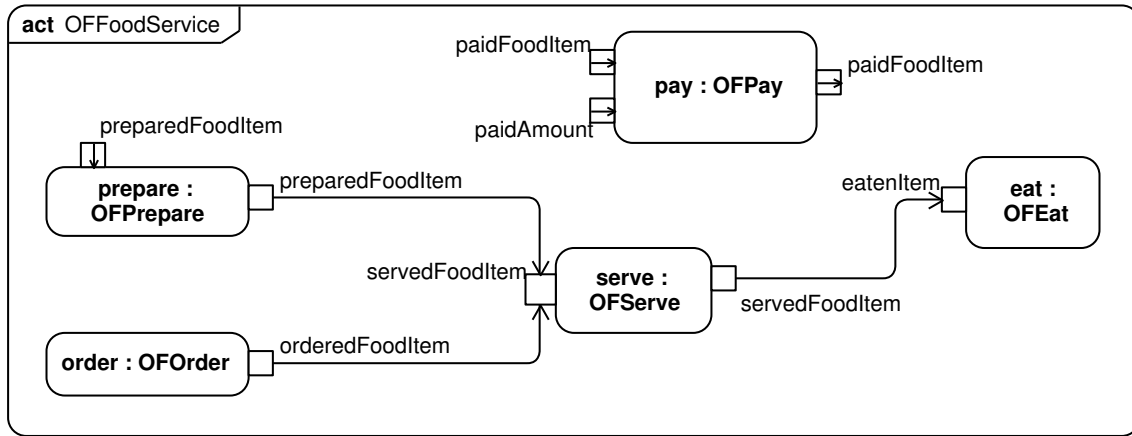 act OFFoodService
paidFoodItem
pay : OFPay
paidFoodItem
paidAmount
preparedFoodItem
prepare :
OFPrepare
preparedFoodItem
eatenItem
eat :
OFEat
servedFoodItem
serve :
OFServe
servedFoodItem
order : OFOrder
orderedFoodItem